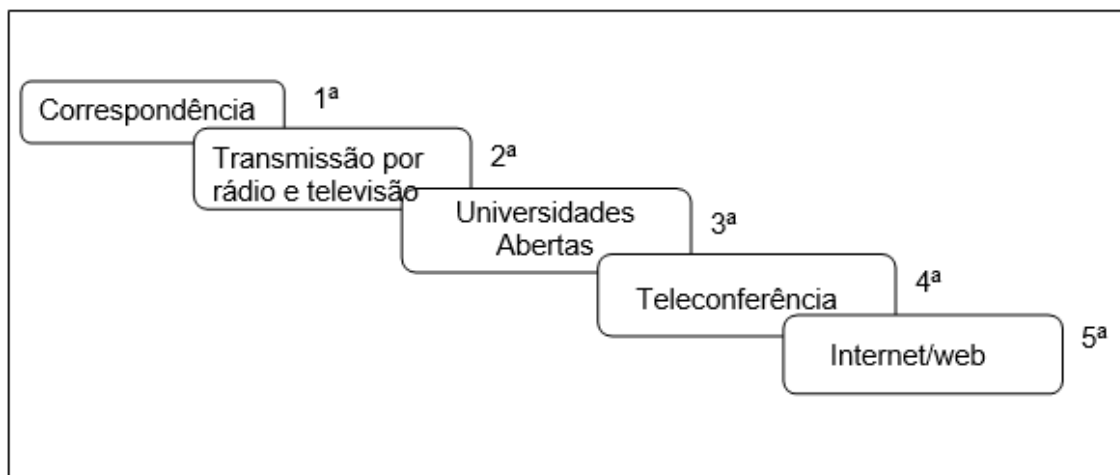 Correspondência
1ª
Transmissão por
rádio e televisão
2ª
Universidades
Abertas
3ª
Teleconferência
4ª
Internet/web
5ª